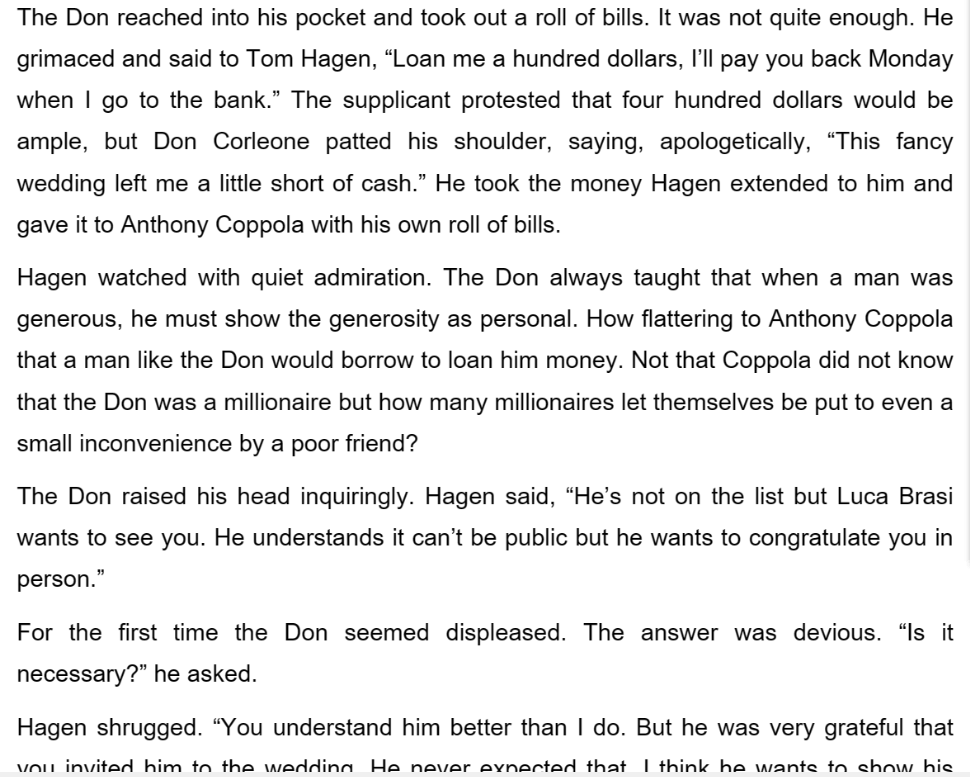 The Don reached into his pocket and took out a roll of bills. It was not quite enough. He
grimaced and said to Tom Hagen, “Loan me a hundred dollars, I’ll pay you back Monday
when I go to the bank.” The supplicant protested that four hundred dollars would be
ample, but Don Corleone patted his shoulder, saying, apologetically, “This fancy
wedding left me a little short of cash.” He took the money Hagen extended to him and
gave it to Anthony Coppola with his own roll of bills.
Hagen watched with quiet admiration. The Don always taught that when a man was
generous, he must show the generosity as personal. How flattering to Anthony Coppola
that a man like the Don would borrow to loan him money. Not that Coppola did not know
that the Don was a millionaire but how many millionaires let themselves be put to even a
small inconvenience by a poor friend?
The Don raised his head inquiringly. Hagen said, “He’s not on the list but Luca Brasi
wants to see you. He understands it can’t be public but he wants to congratulate you in
person.”
For the first time the Don seemed displeased. The answer was devious. “Is it
necessary?” he asked.
Hagen shrugged. “You understand him better than I do. But he was very grateful that
you invited him to the wedding. He never expected that. I think he wants to show his